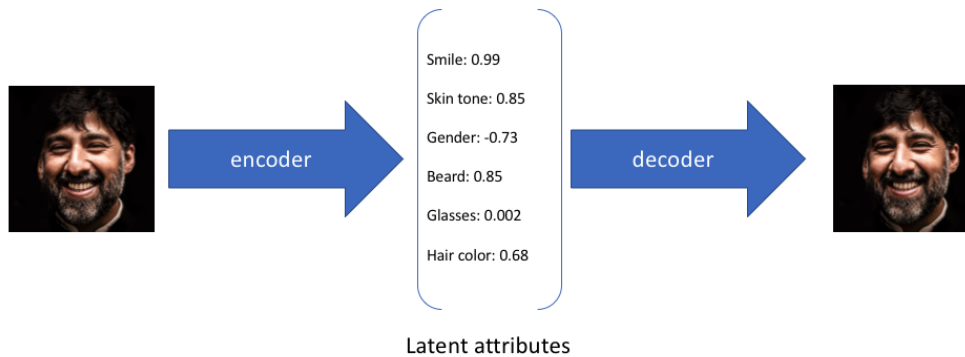 encoder
Smile: 0.99
Skin tone: 0.85
Gender: -0.73
Beard: 0.85
Glasses: 0.002
Hair color: 0.68
decoder
Latent attributes